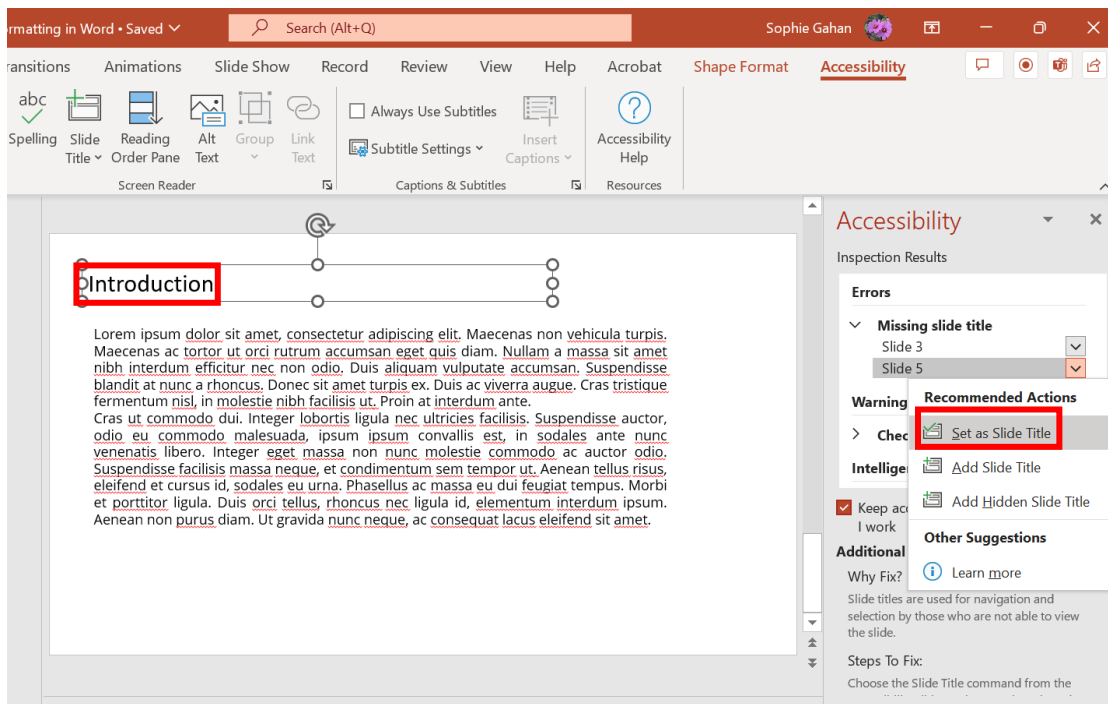 rmatting in Word • Saved
Search (Alt+Q)
Sophie Gahan
ransitions Animations Slide Show Record Review View Help Acrobat Shape Format Accessibility
abc
Spelling
Slide
Title
Reading
Order Pane
Alt
Text
Group
Link
Text
Screen Reader
Always Use Subtitles
Subtitle Settings
Insert
Captions
Captions & Subtitles
Accessibility
Help
Resources
Introduction
Lorem ipsum dolor sit amet, consectetur adipiscing elit. Maecenas non vehicula turpis.
Maecenas ac tortor ut orci rutrum accumsan eget quis diam. Nullam a massa sit amet
nibh interdum efficitur nec non odio. Duis aliquam vulputate accumsan. Suspendisse
blandit at nunc a rhoncus. Donec sit amet turpis ex. Duis ac viverra augue. Cras tristique
fermentum nisl, in molestie nibh facilisis ut. Proin at interdum ante.
Cras ut commodo dui. Integer lobortis ligula nec ultricies facilisis. Suspendisse auctor,
odio eu commodo malesuada, ipsum ipsum convallis est, in sodales ante nunc
venenatis libero. Integer eget massa non nunc molestie commodo ac auctor odio.
Suspendisse facilisis massa neque, et condimentum sem tempor ut. Aenean tellus risus,
eleifend et cursus id, sodales eu urna. Phasellus ac massa eu dui feugiat tempus. Morbi
et porttitor ligula. Duis orci tellus, rhoncus nec ligula id, elementum interdum ipsum.
Aenean non purus diam. Ut gravida nunc neque, ac consequat lacus eleifend sit amet.
Accessibility
Inspection Results
Errors
Missing slide title
Slide 3
Slide 5
Warning
Chec
Intellige
Recommended Actions
Set as Slide Title
Add Slide Title
Add Hidden Slide Title
Other Suggestions
Learn more
Keep acc
I work
Additional
Why Fix?
Slide titles are used for navigation and
selection by those who are not able to view
the slide.
Steps To Fix:
Choose the Slide Title command from the